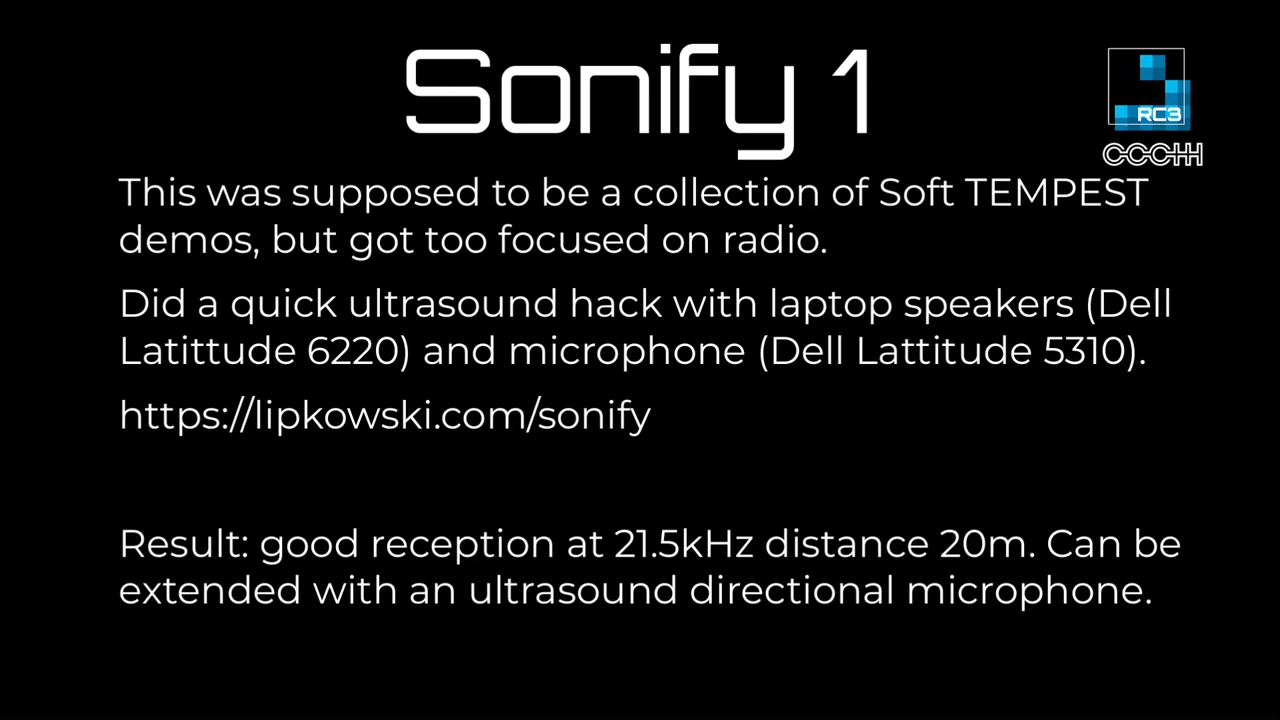 Sonify 1
RC3
CCCHH
This was supposed to be a collection of Soft TEMPEST
demos, but got too focused on radio.
Did a quick ultrasound hack with laptop speakers (Dell
Latittude 6220) and microphone (Dell Lattitude 5310).
https://lipkowski.com/sonify
Result: good reception at 21.5kHz distance 20m. Can be
extended with an ultrasound directional microphone.